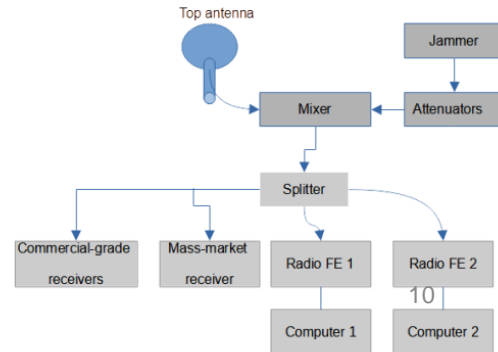 Top antenna
Jammer
Mixer
Attenuators
Splitter
Commercial-grade
receivers
Mass-market
receiver
Radio FE 1
Radio FE 2
10
Computer 1
Computer 2